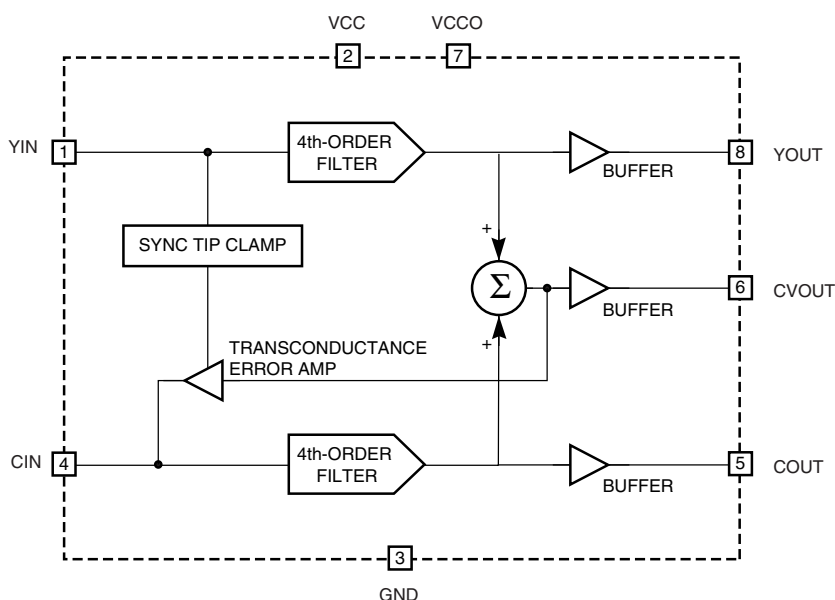 VCC
VCCO
2
7
YIN
1
4th-ORDER
FILTER
BUFFER
8
YOUT
SYNC TIP CLAMP
+
Σ
BUFFER
6
CVOUT
+
TRANSCONDUCTANCE
ERROR AMP
CIN
4
4th-ORDER
FILTER
BUFFER
5
COUT
3
GND